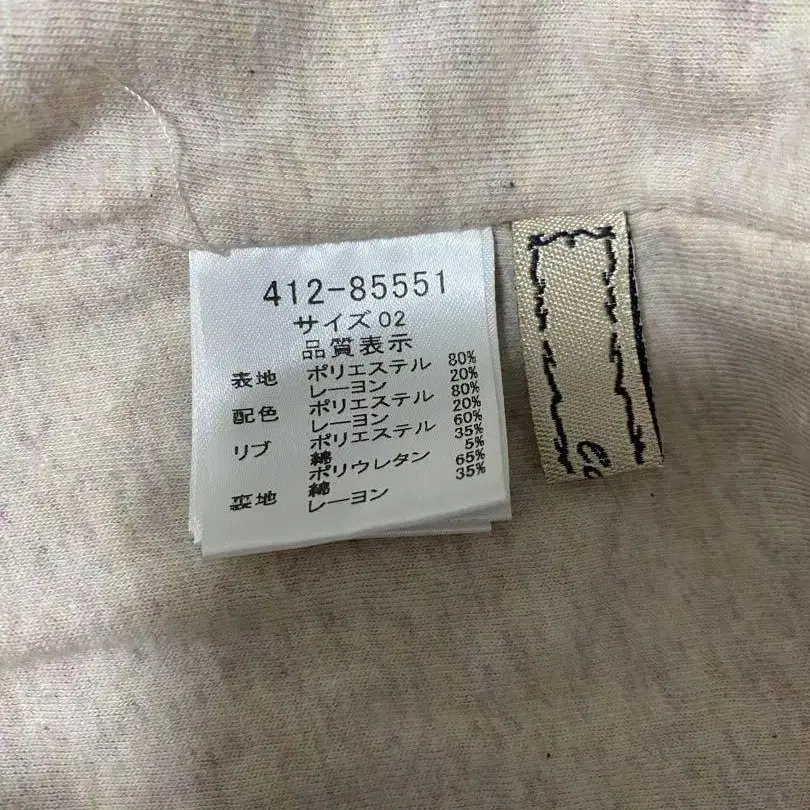 412-85551
サイズ02
品質表示
表地 ポリエステル 80%
レーヨン 20%
配色 ポリエステル 80%
レーヨン 20%
リブ ポリエステル 60%
綿 35%
ポリウレタン 5%
裏地 綿 65%
レーヨン 35%